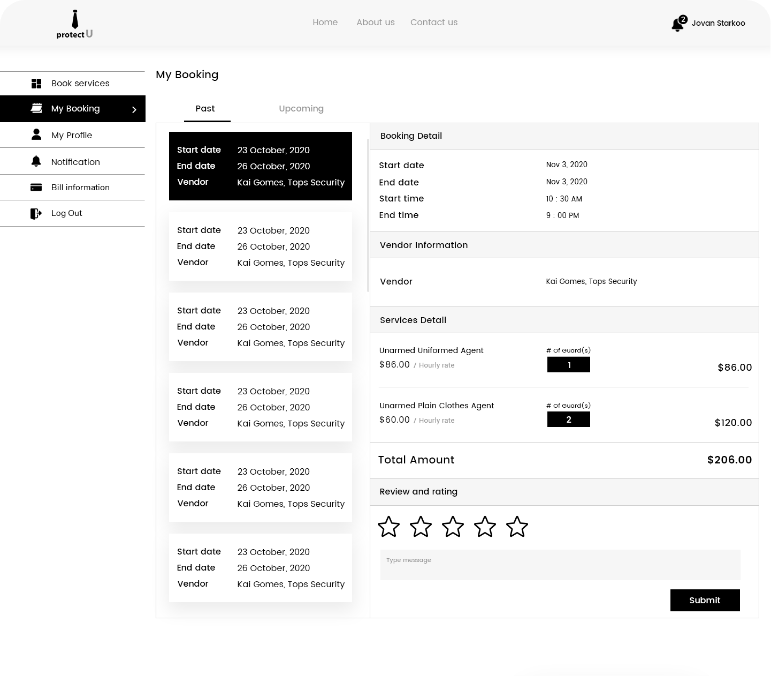 protect U
Home About us Contact us
2
Jovan Starkoo
Book services
My Booking
My Profile
Notification
Bill information
Log Out
My Booking
Past Upcoming
Start date 23 October, 2020
End date 26 October, 2020
Vendor Kai Gomes, Tops Security
Start date 23 October, 2020
End date 26 October, 2020
Vendor Kai Gomes, Tops Security
Start date 23 October, 2020
End date 26 October, 2020
Vendor Kai Gomes, Tops Security
Start date 23 October, 2020
End date 26 October, 2020
Vendor Kai Gomes, Tops Security
Start date 23 October, 2020
End date 26 October, 2020
Vendor Kai Gomes, Tops Security
Start date 23 October, 2020
End date 26 October, 2020
Vendor Kai Gomes, Tops Security
Booking Detail
Start date Nov 3, 2020
End date Nov 3, 2020
Start time 10 : 30 AM
End time 9 . 00 PM
Vendor Information
Vendor Kai Gomes, Tops Security
Services Detail
Unarmed Uniformed Agent # of Guard(s)
$86.00 / Hourly rate 1 $86.00
Unarmed Plain Clothes Agent # of Guard(s)
$60.00 / Hourly rate 2 $120.00
Total Amount $206.00
Review and rating
Type message
Submit